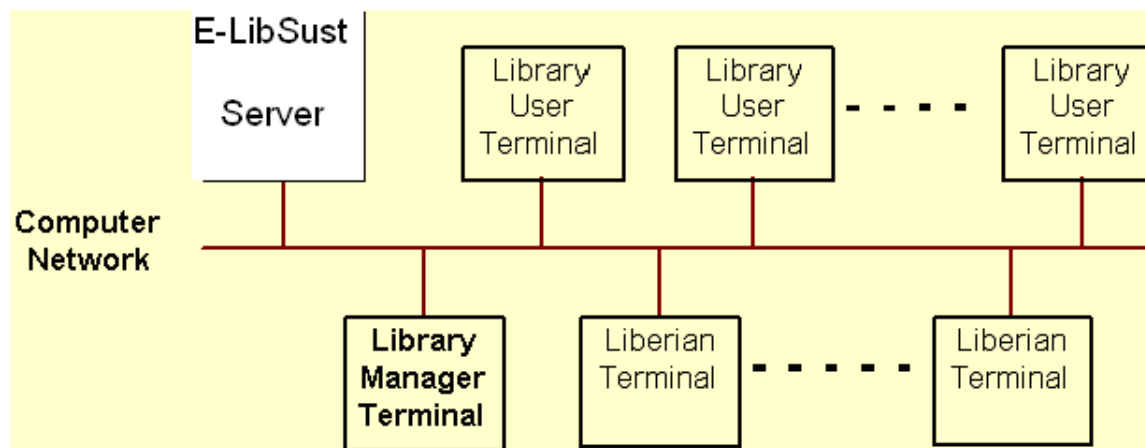 E-LibSust
Server
Library
User
Terminal
Library
User
Terminal
Library
User
Terminal
Computer
Network
Library
Manager
Terminal
Liberian
Terminal
Liberian
Terminal